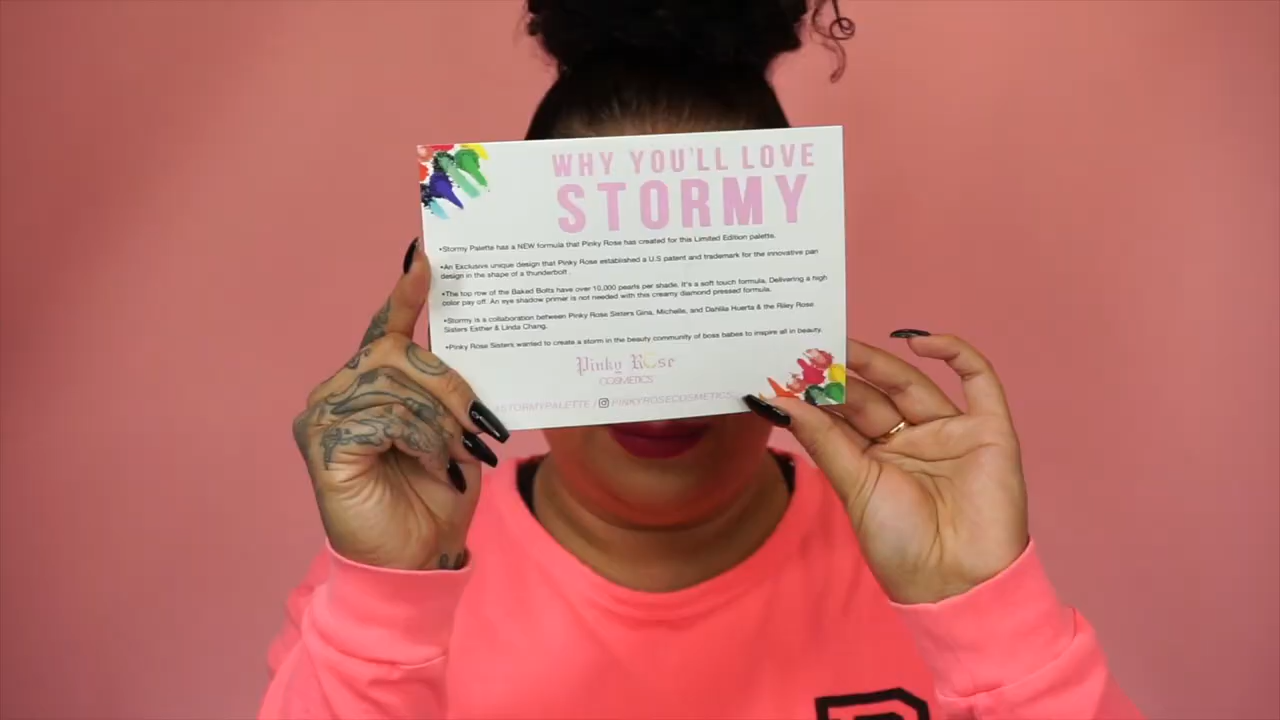 WHY YOU'LL LOVE
STORMY
•Stormy Palette has a NEW formula that Pinky Rose has created for this Limited Edition palette.
•An Exclusive unique design that Pinky Rose established a U.S patent and trademark for the innovative pan
design in the shape of a thunderbolt .
•The top row of the Baked Bolts have over 10,000 pearls per shade. It's a soft touch formula, Delivering a high
color pay off. An eye shadow primer is not needed with this creamy diamond pressed formula.
•Stormy is a collaboration between Pinky Rose Sisters Gina, Michelle, and Dahlila Huerta & the Riley Rose
Sisters Esther & Linda Chang.
•Pinky Rose Sisters wanted to create a storm in the beauty community of boss babes to inspire all in beauty.
Pinky Rose
COSMETICS
#STORMYPALETTE / PINKYROSECOSMETICS